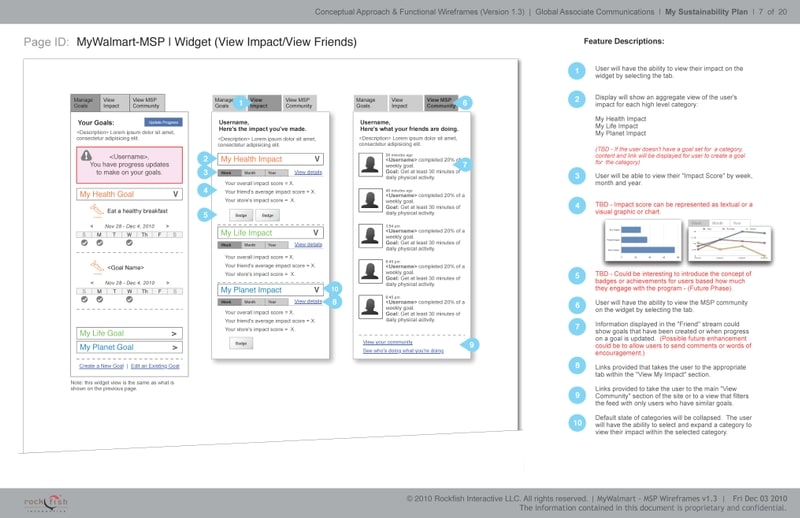 Conceptual Approach & Functional Wireframes (Version 1.3) | Global Associate Communications | My Sustainability Plan | 7 of 20
Page ID: MyWalmart-MSP | Widget (View Impact/View Friends)
Manage Goals
View Impact
View MSP Community
Your Goals:
Update Progress
<Description> Lorem ipsum dolor sit amet, consectetur adipisicing elit.
<Username>,
You have progress updates
to make on your goals.
My Health Goal V
Eat a healthy breakfast
◄ Nov 28 - Dec 4, 2010 ►
S M T W Th F S
<Goal Name>
◄ Nov 28 - Dec 4, 2010 ►
S M T W Th F S
My Life Goal >
My Planet Goal >
Create a New Goal | Edit an Existing Goal
Note: this widget view is the same as what is
shown on the previous page.
Manage Goals
1
View Impact
View MSP Community
Username,
Here's the impact you've made.
<Description> Lorem ipsum dolor sit amet,
consectetur adipisicing elit.
2
My Health Impact V
3
Week Month Year View details
4
Your overall impact score = X.
Your friend's average impact score = X.
Your store's impact score = X.
5
Badge Badge
My Life Impact V
Week Month Year View details
Your overall impact score = X.
Your friend's average impact score = X.
Your store's impact score = X.
My Planet Impact V
10
Week Month Year View details
8
Your overall impact score = X.
Your friend's average impact score = X.
Your store's impact score = X.
Badge
Manage Goals
View Impact
View MSP Community
6
Username,
Here's what your friends are doing.
<Description> Lorem ipsum dolor sit amet,
consectetur adipisicing elit.
20 minutes ago
<Username> completed 20% of a
weekly goal.
Goal: Get at least 30 minutes of
daily physical activity.
7
45 minutes ago
<Username> completed 20% of a
weekly goal.
Goal: Get at least 30 minutes of
daily physical activity.
<Username> completed 20% of a
weekly goal.
Goal: Get at least 30 minutes of
daily physical activity.
<Username> completed 20% of a
weekly goal.
Goal: Get at least 30 minutes of
daily physical activity.
<Username> completed 20% of a
weekly goal.
Goal: Get at least 30 minutes of
daily physical activity.
View your community
See who's doing what you're doing
9
Feature Descriptions:
1 User will have the ability to view their impact on the
widget by selecting the tab.
2 Display will show an aggregate view of the user's
impact for each high level category:
My Health Impact
My Life Impact
My Planet Impact
(TBD - If the user doesn't have a goal set for a category,
content and link will be displayed for user to create a goal
for the category)
3 User will be able to view their "Impact Score" by week,
month and year.
4 TBD - Impact score can be represented as textual or a
visual graphic or chart.
5 TBD - Could be interesting to introduce the concept of
badges or achievements for users based how much
they engage with the program - (Future Phase).
6 User will have the ability to view the MSP community
on the widget by selecting the tab.
7 Information displayed in the "Friend" stream could
show goals that have been created or when progress
on a goal is updated. (Possible future enhancement
could be to allow users to send comments or words of
encouragement.)
8 Links provided that takes the user to the appropriate
tab within the "View My Impact" section.
9 Links provided to take the user to the main "View
Community" section of the site or to a view that filters
the feed with only users who have similar goals.
10 Default state of categories will be collapsed. The user
will have the ability to select and expand a category to
view their impact within the selected category.
rockfish
INTERACTIVE
© 2010 Rockfish Interactive LLC. All rights reserved. | MyWalmart - MSP Wireframes v1.3 | Fri Dec 03 2010
The information contained in this document is proprietary and confidential.